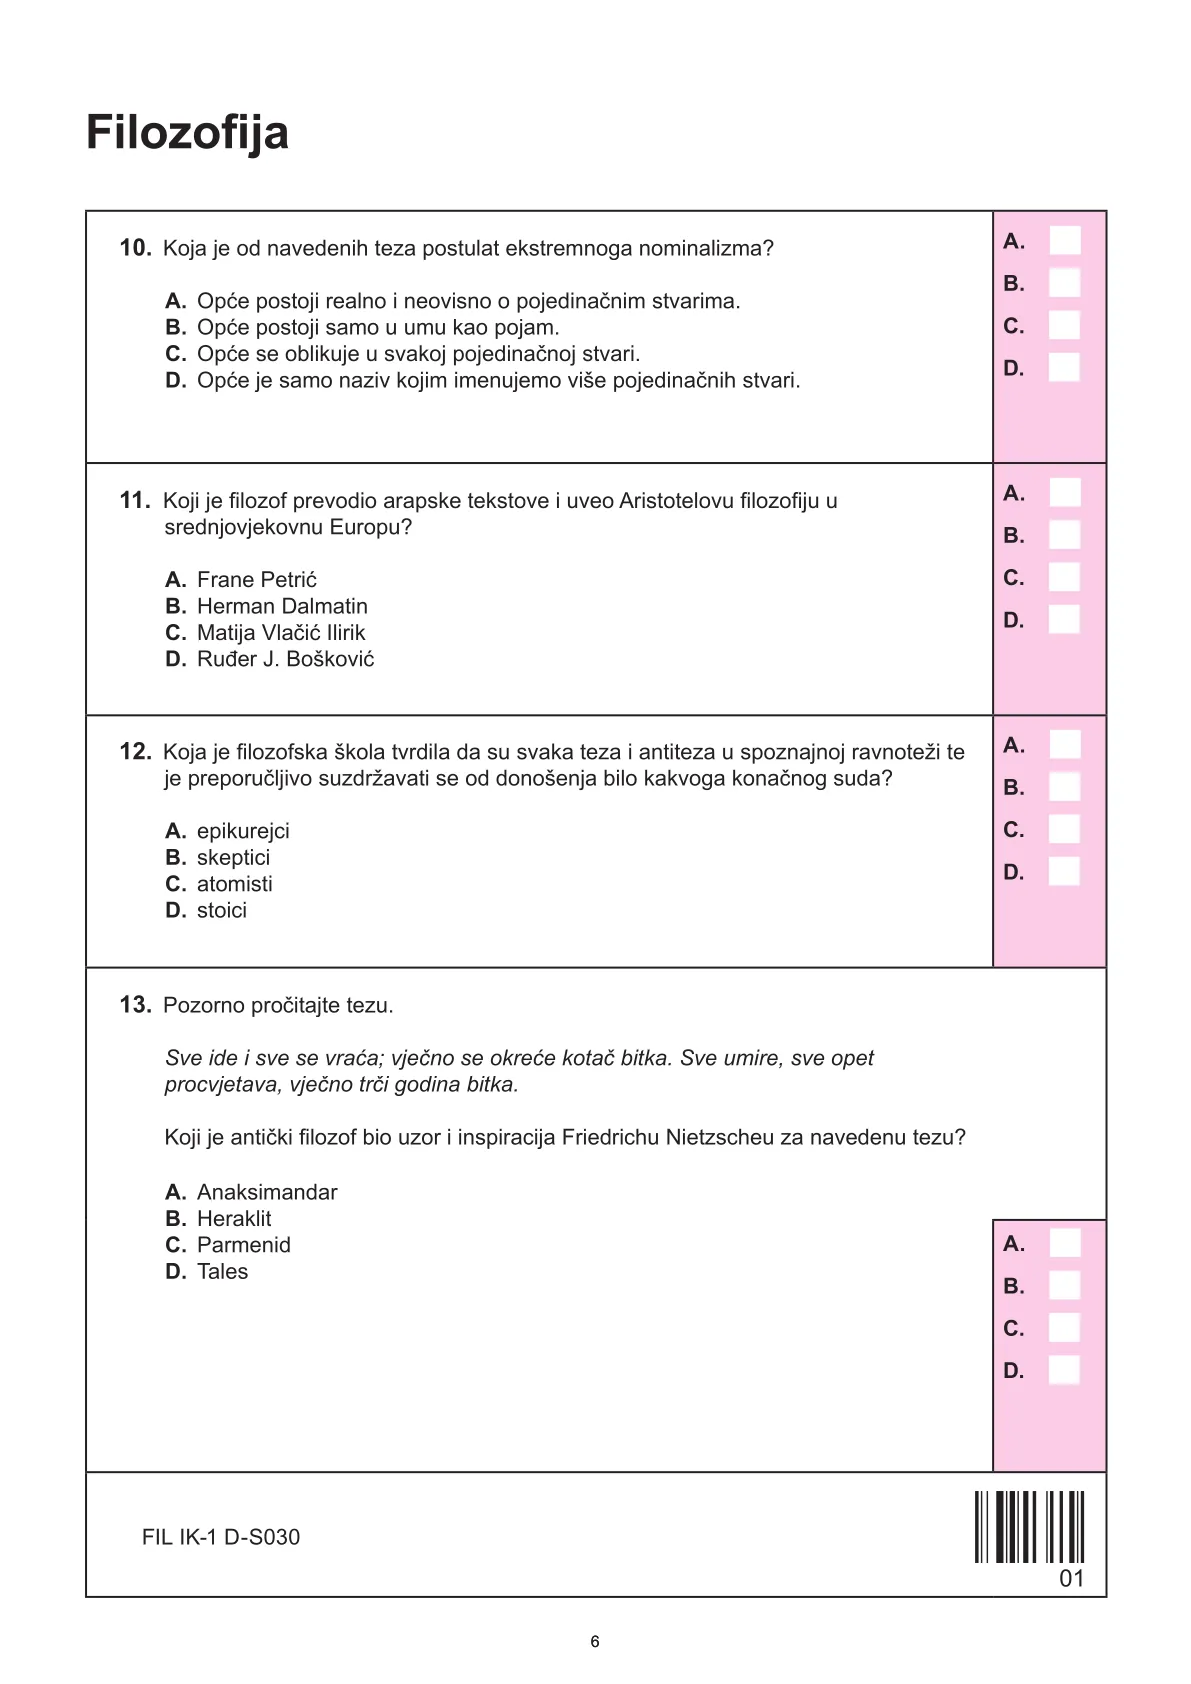 Filozofija
10. Koja je od navedenih teza postulat ekstremnoga nominalizma?
A. Opće postoji realno i neovisno o pojedinačnim stvarima.
B. Opće postoji samo u umu kao pojam.
C. Opće se oblikuje u svakoj pojedinačnoj stvari.
D. Opće je samo naziv kojim imenujemo više pojedinačnih stvari.
A.
B.
C.
D.
11. Koji je filozof prevodio arapske tekstove i uveo Aristotelovu filozofiju u
srednjovjekovnu Europu?
A. Frane Petrić
B. Herman Dalmatin
C. Matija Vlačić Ilirik
D. Ruđer J. Bošković
A.
B.
C.
D.
12. Koja je filozofska škola tvrdila da su svaka teza i antiteza u spoznajnoj ravnoteži te
je preporučljivo suzdržavati se od donošenja bilo kakvoga konačnog suda?
A. epikurejci
B. skeptici
C. atomisti
D. stoici
A.
B.
C.
D.
13. Pozorno pročitajte tezu.
Sve ide i sve se vraća; vječno se okreće kotač bitka. Sve umire, sve opet
procvjetava, vječno trči godina bitka.
Koji je antički filozof bio uzor i inspiracija Friedrichu Nietzscheu za navedenu tezu?
A. Anaksimandar
B. Heraklit
C. Parmenid
D. Tales
A.
B.
C.
D.
FIL IK-1 D-S030
01
6